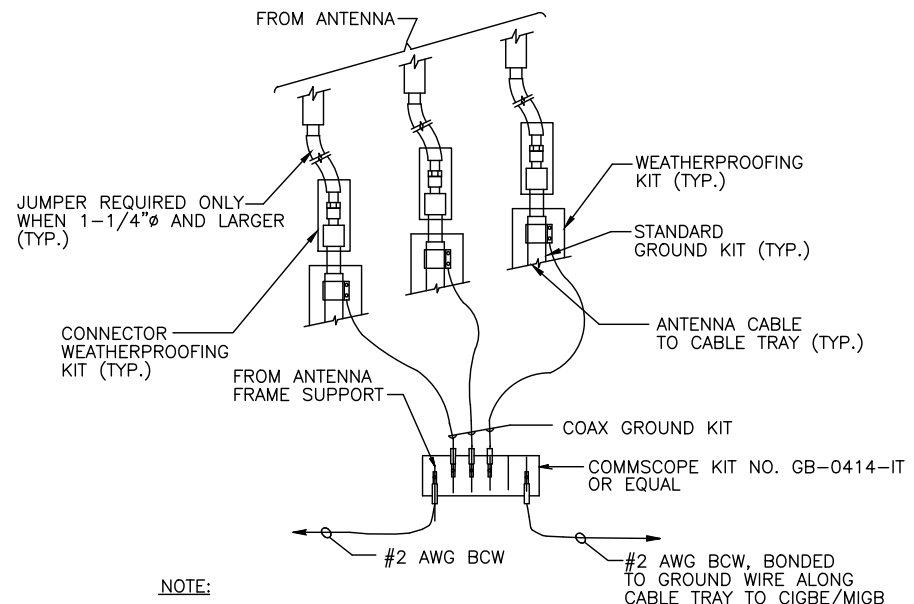 FROM ANTENNA
JUMPER REQUIRED ONLY
WHEN 1-1/4"ø AND LARGER
(TYP.)
WEATHERPROOFING
KIT (TYP.)
STANDARD
GROUND KIT (TYP.)
CONNECTOR
WEATHERPROOFING
KIT (TYP.)
ANTENNA CABLE
TO CABLE TRAY (TYP.)
FROM ANTENNA
FRAME SUPPORT
COAX GROUND KIT
COMMSCOPE KIT NO. GB-0414-IT
OR EQUAL
#2 AWG BCW
#2 AWG BCW, BONDED
TO GROUND WIRE ALONG
CABLE TRAY TO CIGBE/MIGB
NOTE: